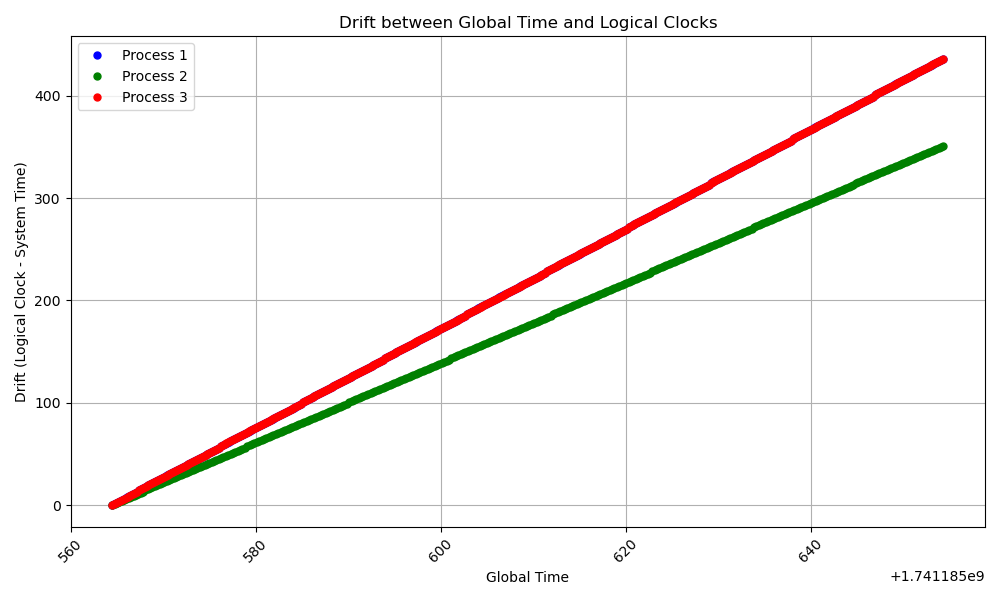 Drift between Global Time and Logical Clocks
Process 1
Process 2
Process 3
Drift (Logical Clock - System Time)
400
300
200
100
0
560
580
600
620
640
Global Time
+1.741185e9